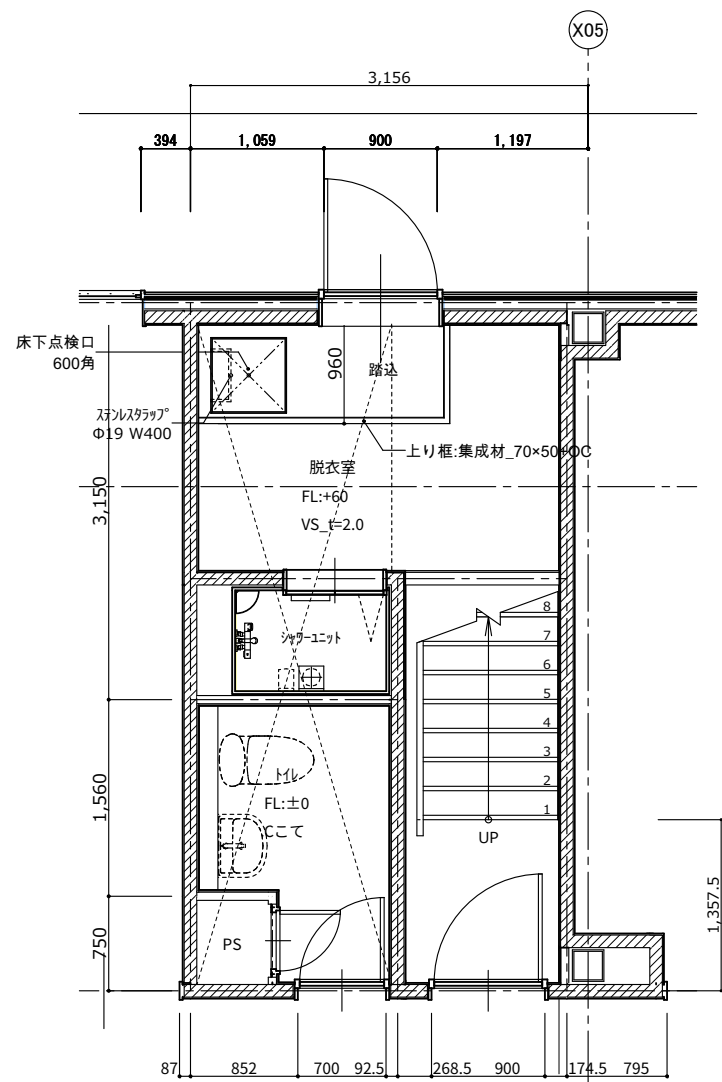 X05
3,156
394 1,059 900 1,197
床下点検口
600角
960
踏込
ステンレスタラップ
Φ19 W400
上り框:集成材_70×50+OC
脱衣室
FL:+60
VS_t=2.0
3,150
シャワーユニット
8
7
6
5
4
3
2
1
トイレ
FL:±0
Cこて
UP
1,560
1,357.5
750
PS
87 852 700 92.5 268.5 900 174.5 795